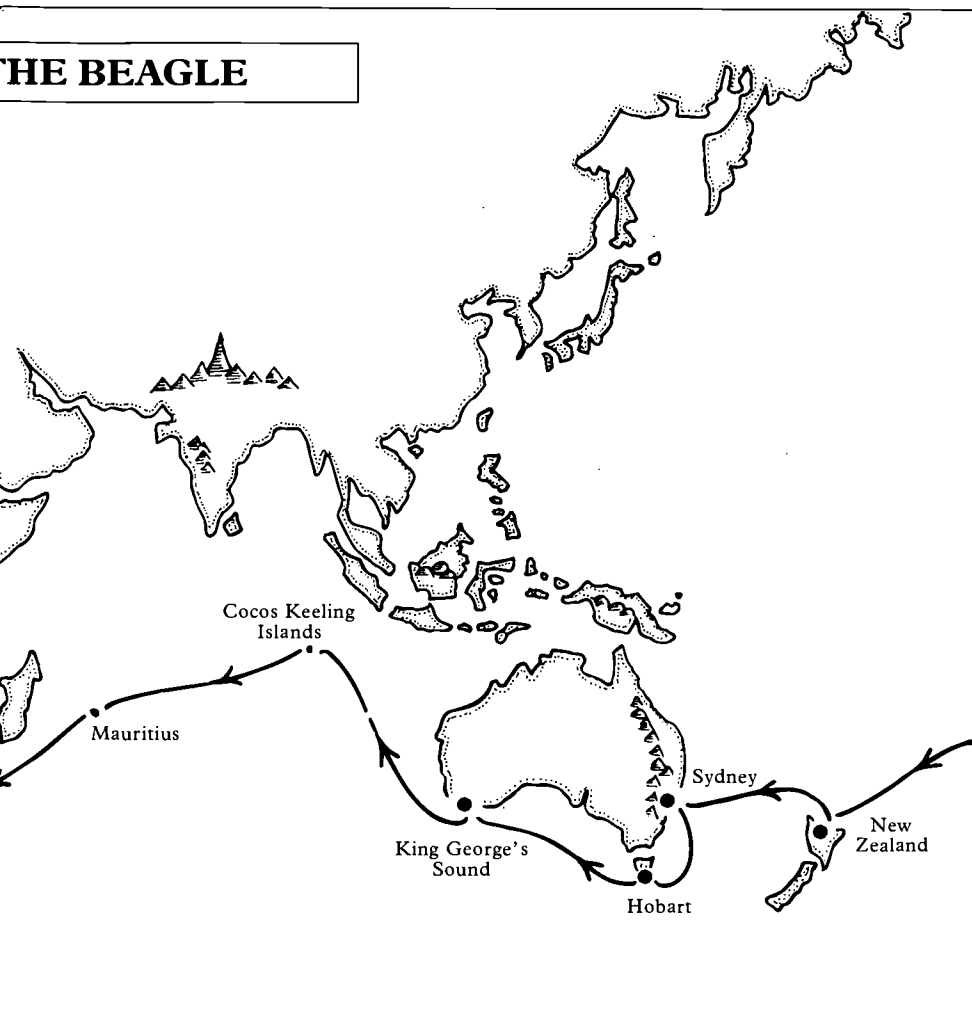 THE BEAGLE
Cocos Keeling
Islands
Mauritius
Sydney
New
Zealand
King George's
Sound
Hobart